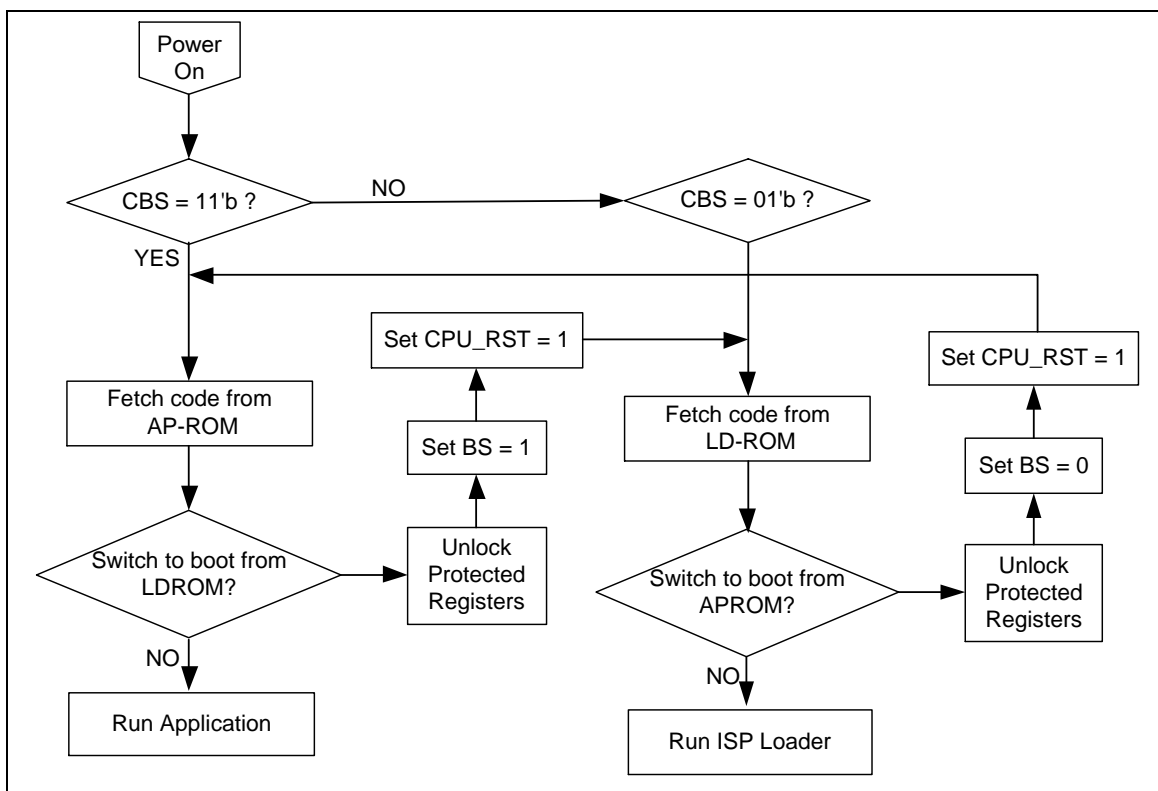 Power
On
CBS = 11'b ?
NO
CBS = 01'b ?
YES
Set CPU_RST = 1
Set CPU_RST = 1
Fetch code from
AP-ROM
Fetch code from
LD-ROM
Set BS = 1
Set BS = 0
Switch to boot from
LDROM?
Unlock
Protected
Registers
Switch to boot from
APROM?
Unlock
Protected
Registers
NO
NO
Run Application
Run ISP Loader